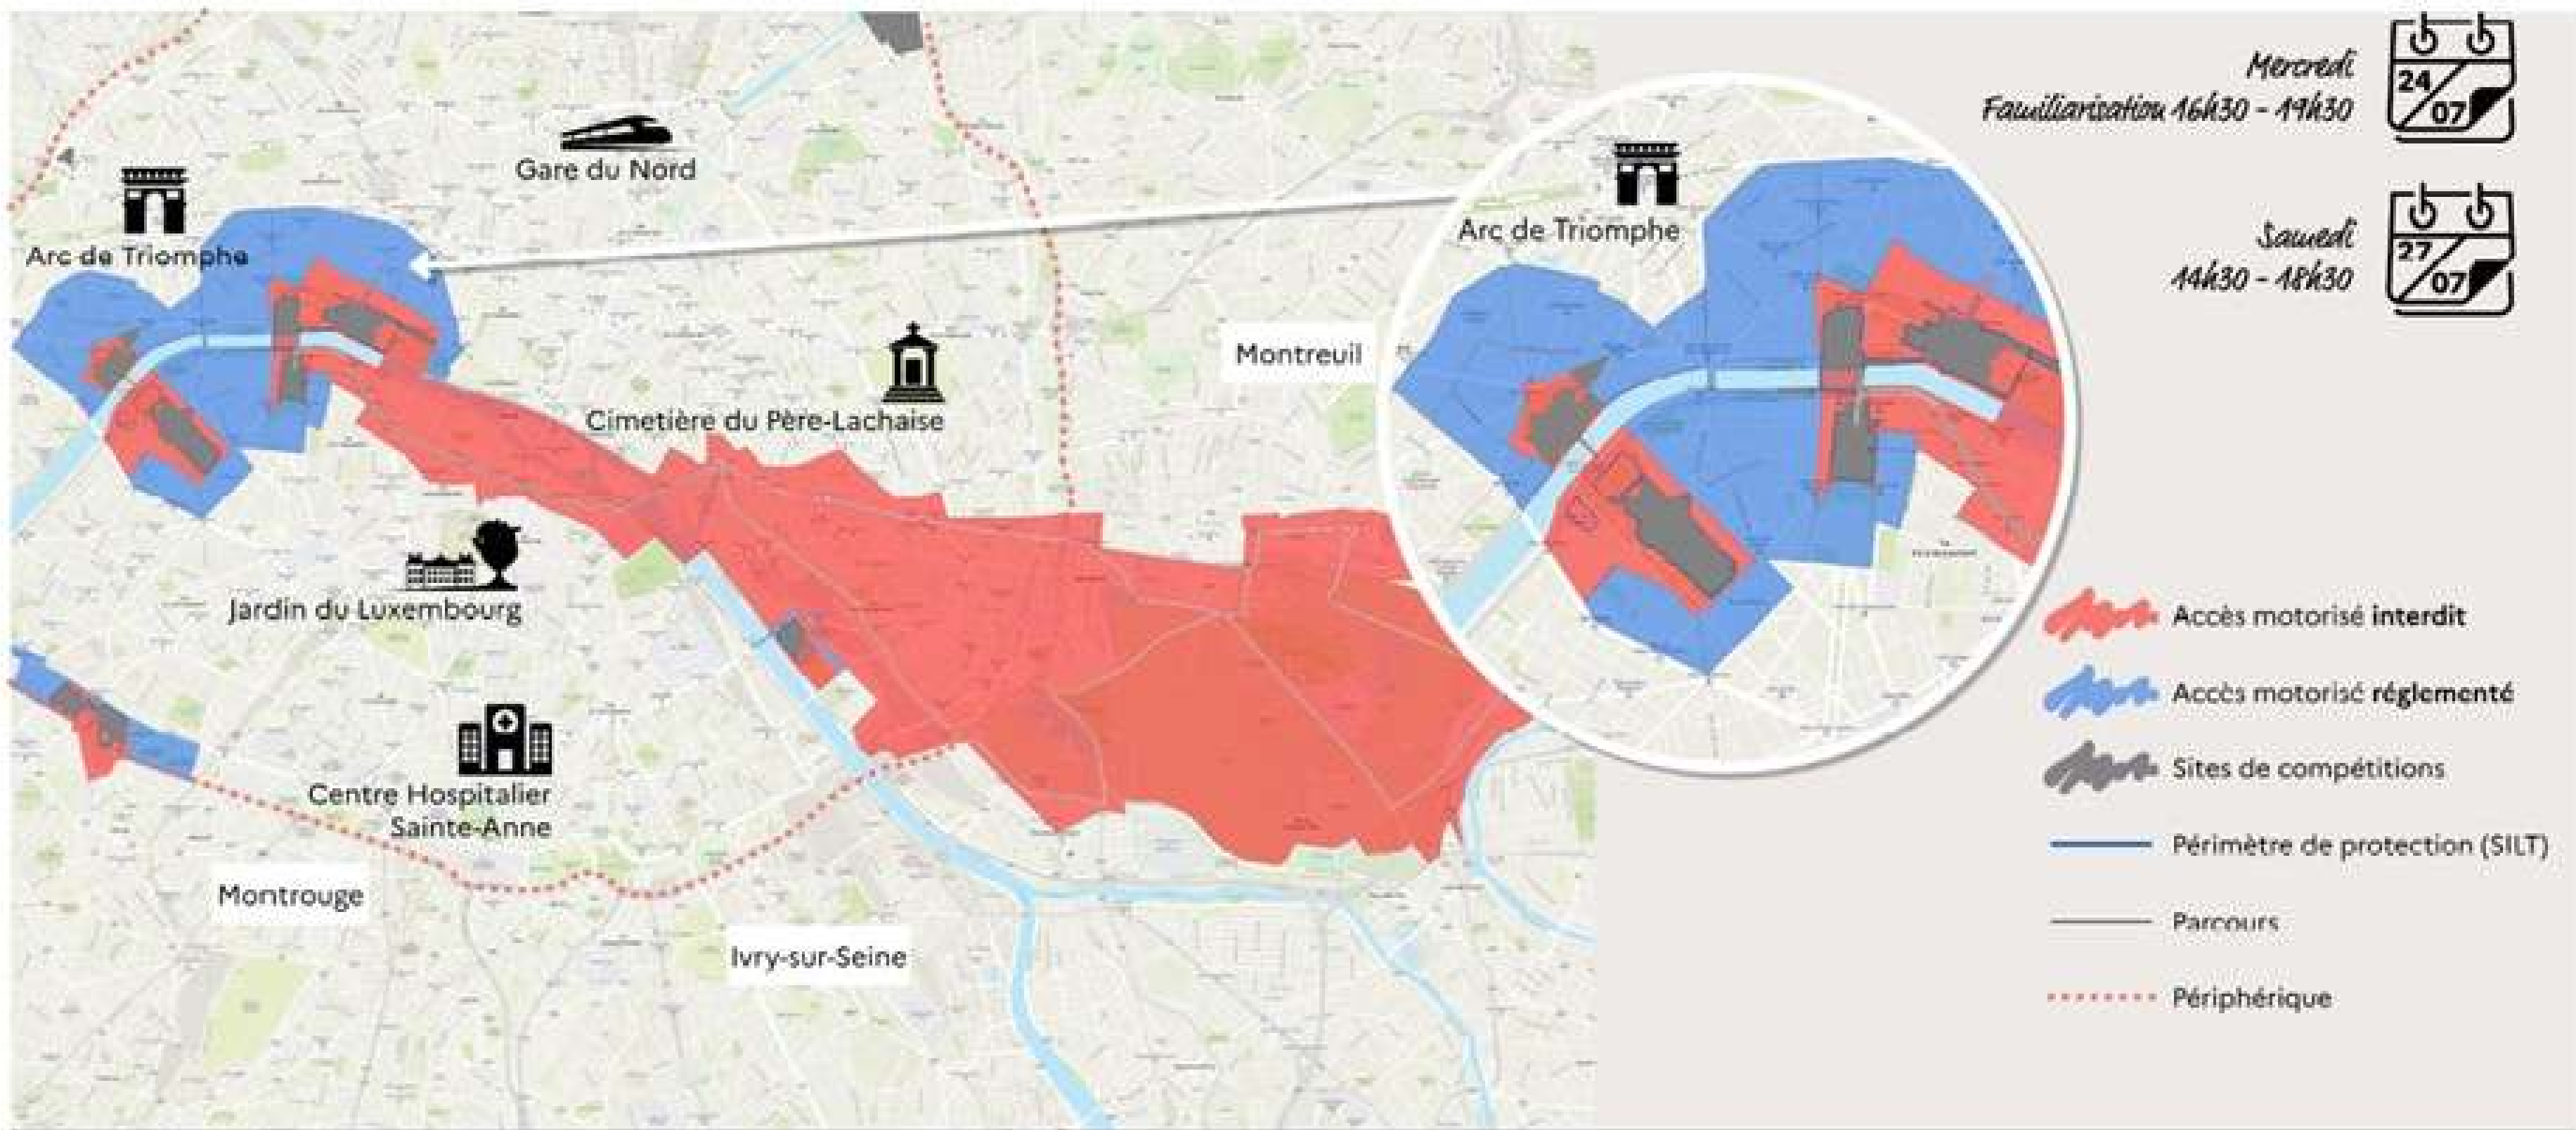 Gare du Nord
Arc de Triomphe
Cimetière du Père-Lachaise
Montreuil
Jardin du Luxembourg
Centre Hospitalier
Sainte-Anne
Montrouge
Ivry-sur-Seine
Arc de Triomphe
Mercredi
Familiarisation 16h30 - 19h30
24/07
Samedi
14h30 - 18h30
27/07
Accès motorisé interdit
Accès motorisé réglementé
Sites de compétitions
Périmètre de protection (SILT)
Parcours
Périphérique